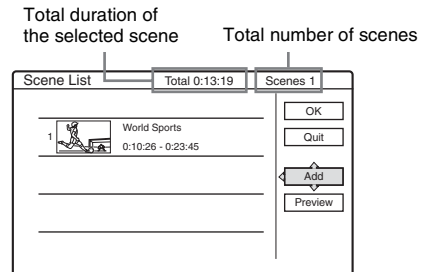 Total duration of
the selected scene
Total number of scenes
Scene List
Total 0:13:19
Scenes 1
OK
1
World Sports
Quit
0:10:26 - 0:23:45
Add
Preview